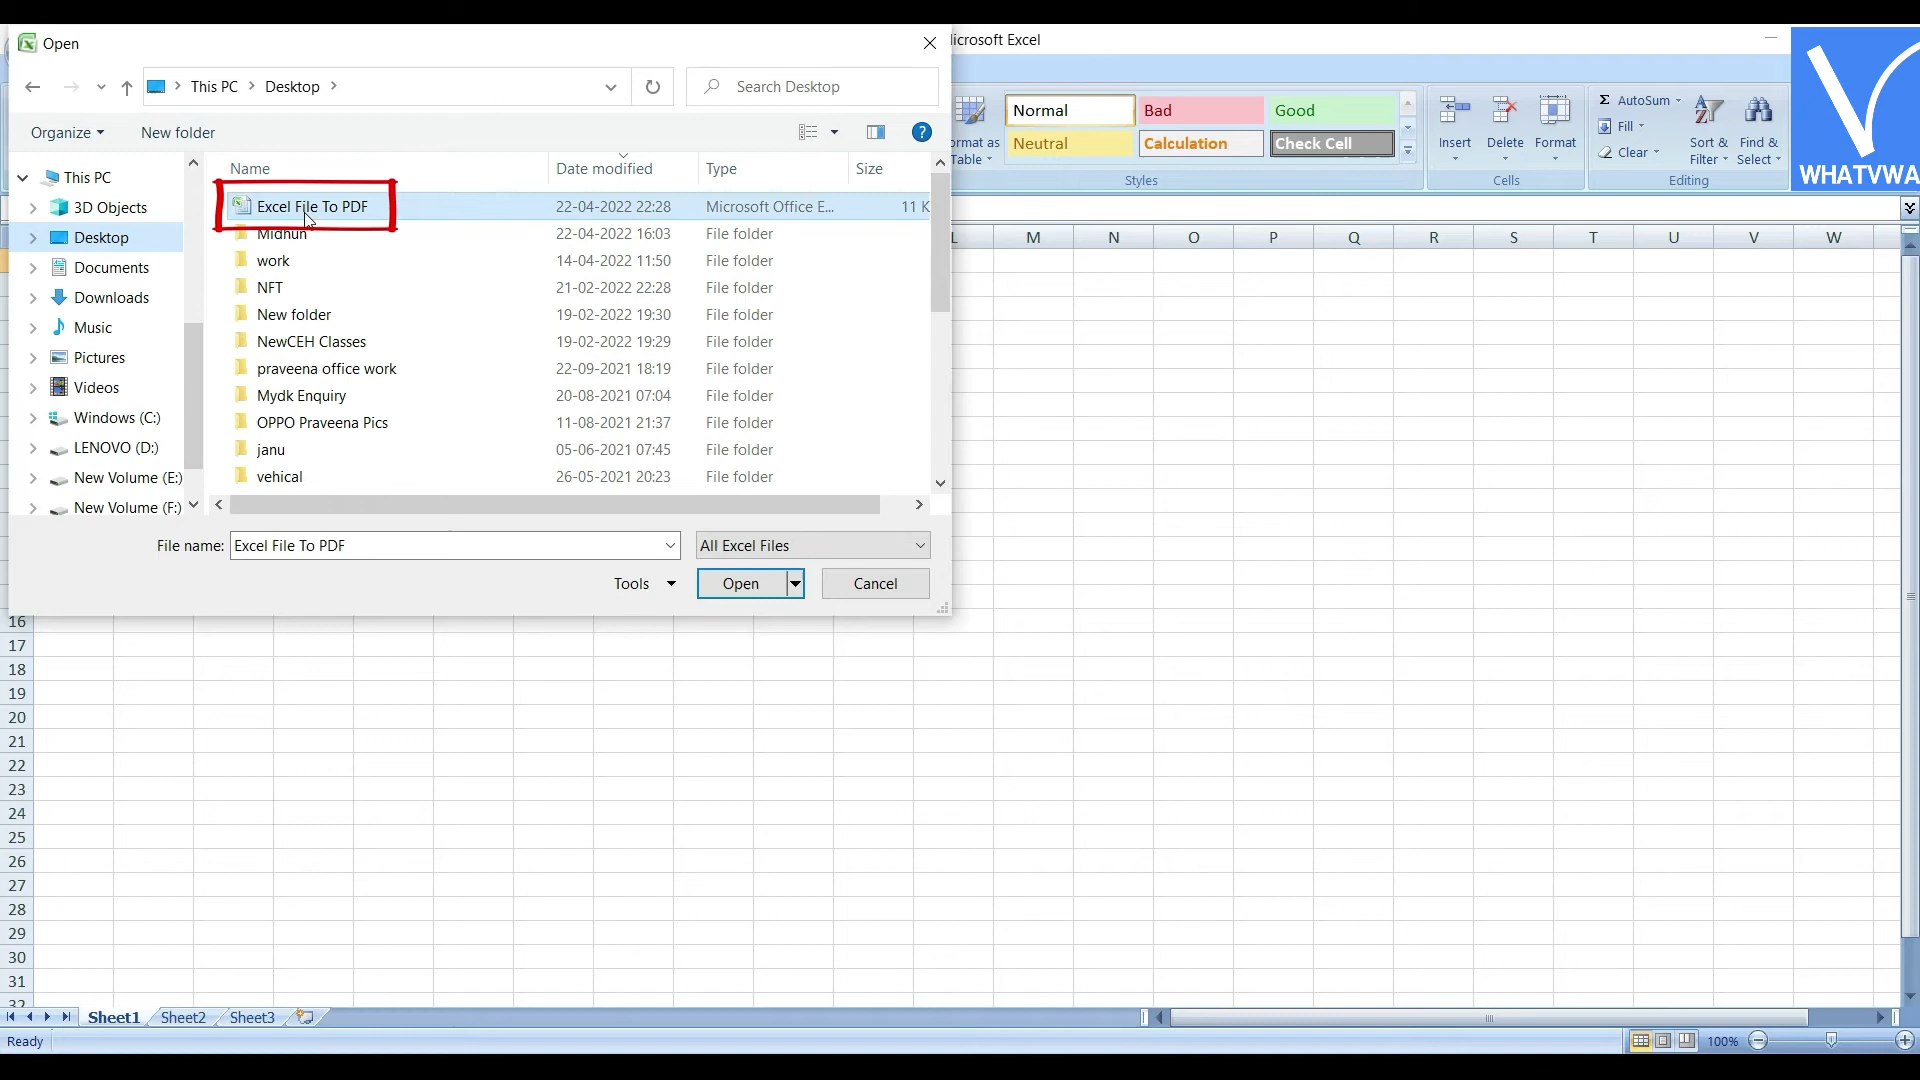 Open
icrosoft Excel
This PC
Desktop
Search Desktop
Organize
New folder
Name
Date modified
Type
Size
This PC
3D Objects
Desktop
Documents
Downloads
Music
Pictures
Videos
Windows (C:)
LENOVO (D:)
New Volume (E:)
New Volume (F:)
Excel File To PDF 22-04-2022 22:28 Microsoft Office E... 11 K
Midhun 22-04-2022 16:03 File folder
work 14-04-2022 11:50 File folder
NFT 21-02-2022 22:28 File folder
New folder 19-02-2022 19:30 File folder
NewCEH Classes 19-02-2022 19:29 File folder
praveena office work 22-09-2021 18:19 File folder
Mydk Enquiry 20-08-2021 07:04 File folder
OPPO Praveena Pics 11-08-2021 21:37 File folder
janu 05-06-2021 07:45 File folder
vehical 26-05-2021 20:23 File folder
File name: Excel File To PDF
All Excel Files
Tools
Open
Cancel
ormat as
Table
Normal
Bad
Good
Neutral
Calculation
Check Cell
Styles
Insert
Delete
Format
Cells
Σ AutoSum
Fill
Clear
Sort &
Filter
Find &
Select
Editing
WHATVWA
L M N O P Q R S T U V W
16
17
18
19
20
21
22
23
24
25
26
27
28
29
30
31
32
Sheet1 Sheet2 Sheet3
Ready
100%